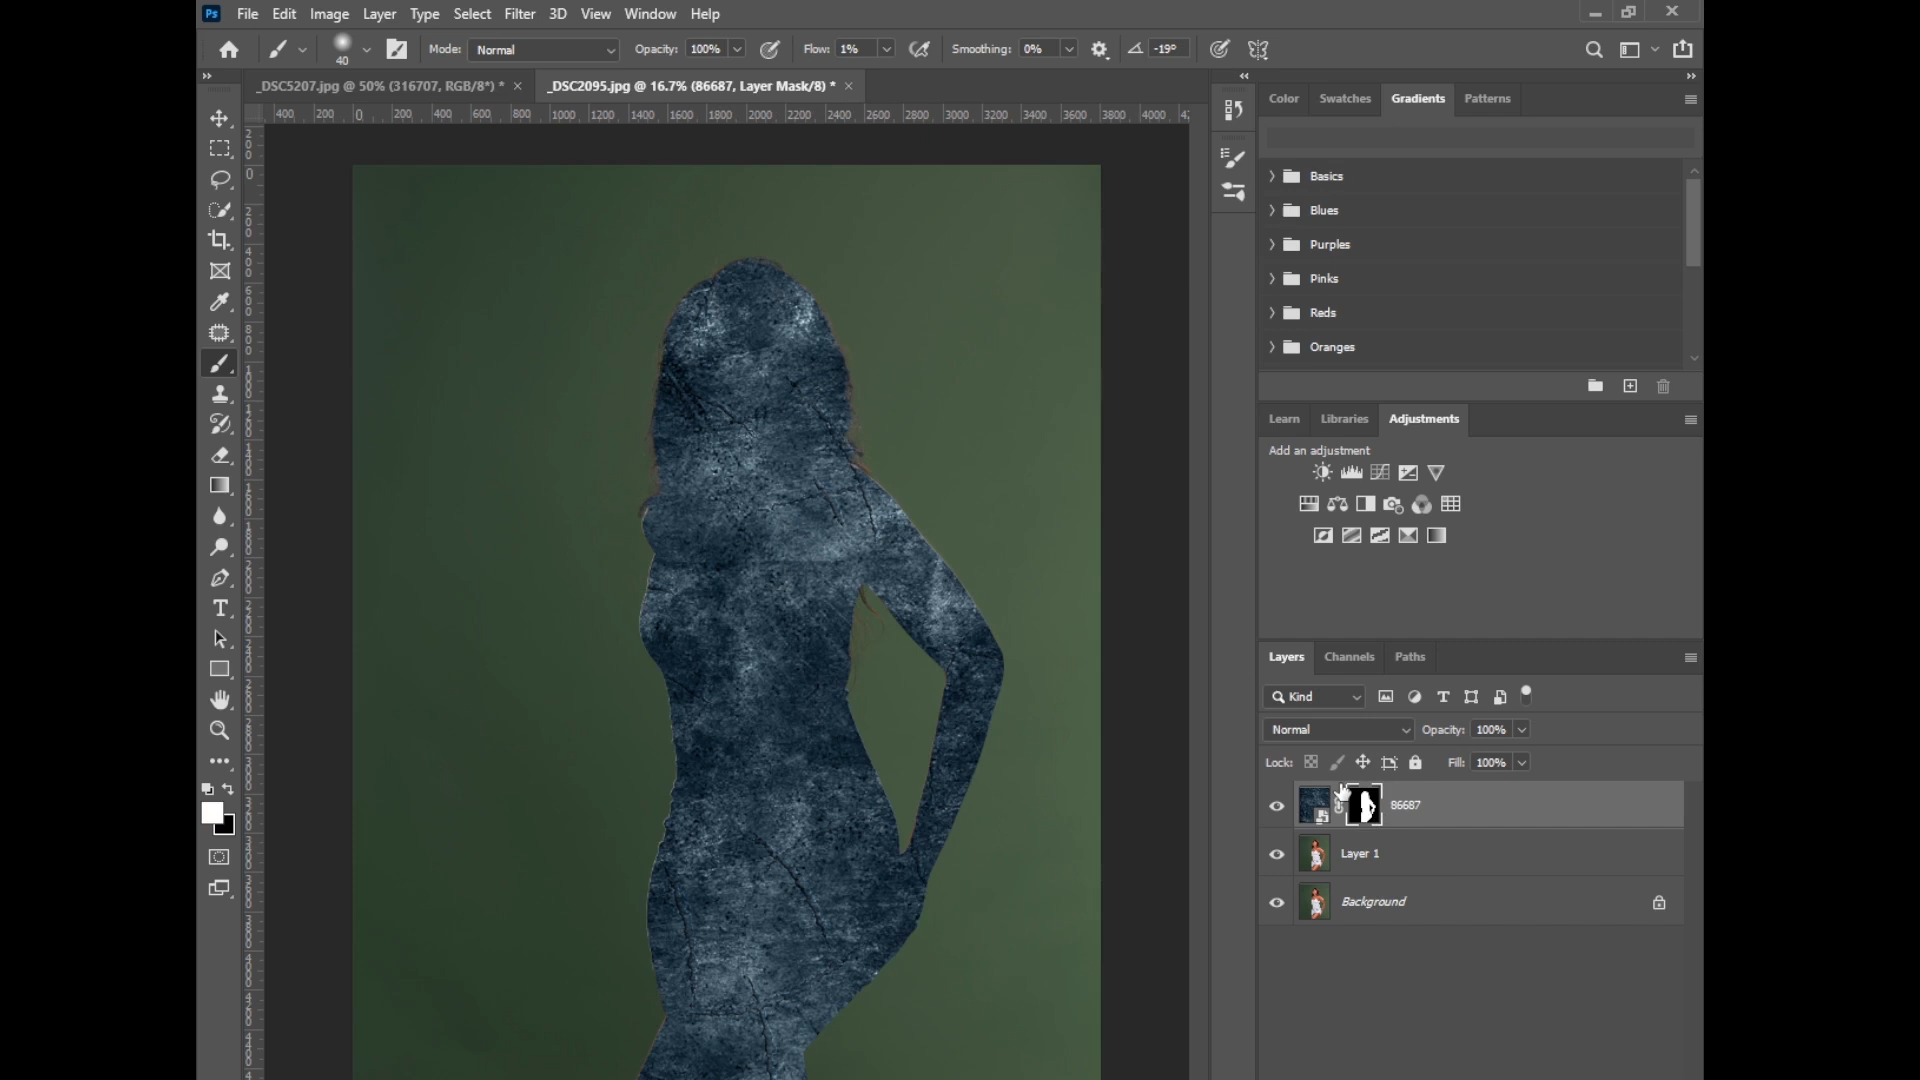 Ps File Edit Image Layer Type Select Filter 3D View Window Help
40 Mode: Normal Opacity: 100% Flow: 1% Smoothing: 0% -19°
_DSC5207.jpg @ 50% (316707, RGB/8*) * × _DSC2095.jpg @ 16.7% (86687, Layer Mask/8) * ×
400 200 0 200 400 600 800 1000 1200 1400 1600 1800 2000 2200 2400 2600 2800 3000 3200 3400 3600 3800 4000
Color Swatches Gradients Patterns
Basics
Blues
Purples
Pinks
Reds
Oranges
Learn Libraries Adjustments
Add an adjustment
Layers Channels Paths
Kind
Normal Opacity: 100%
Lock: Fill: 100%
86687
Layer 1
Background